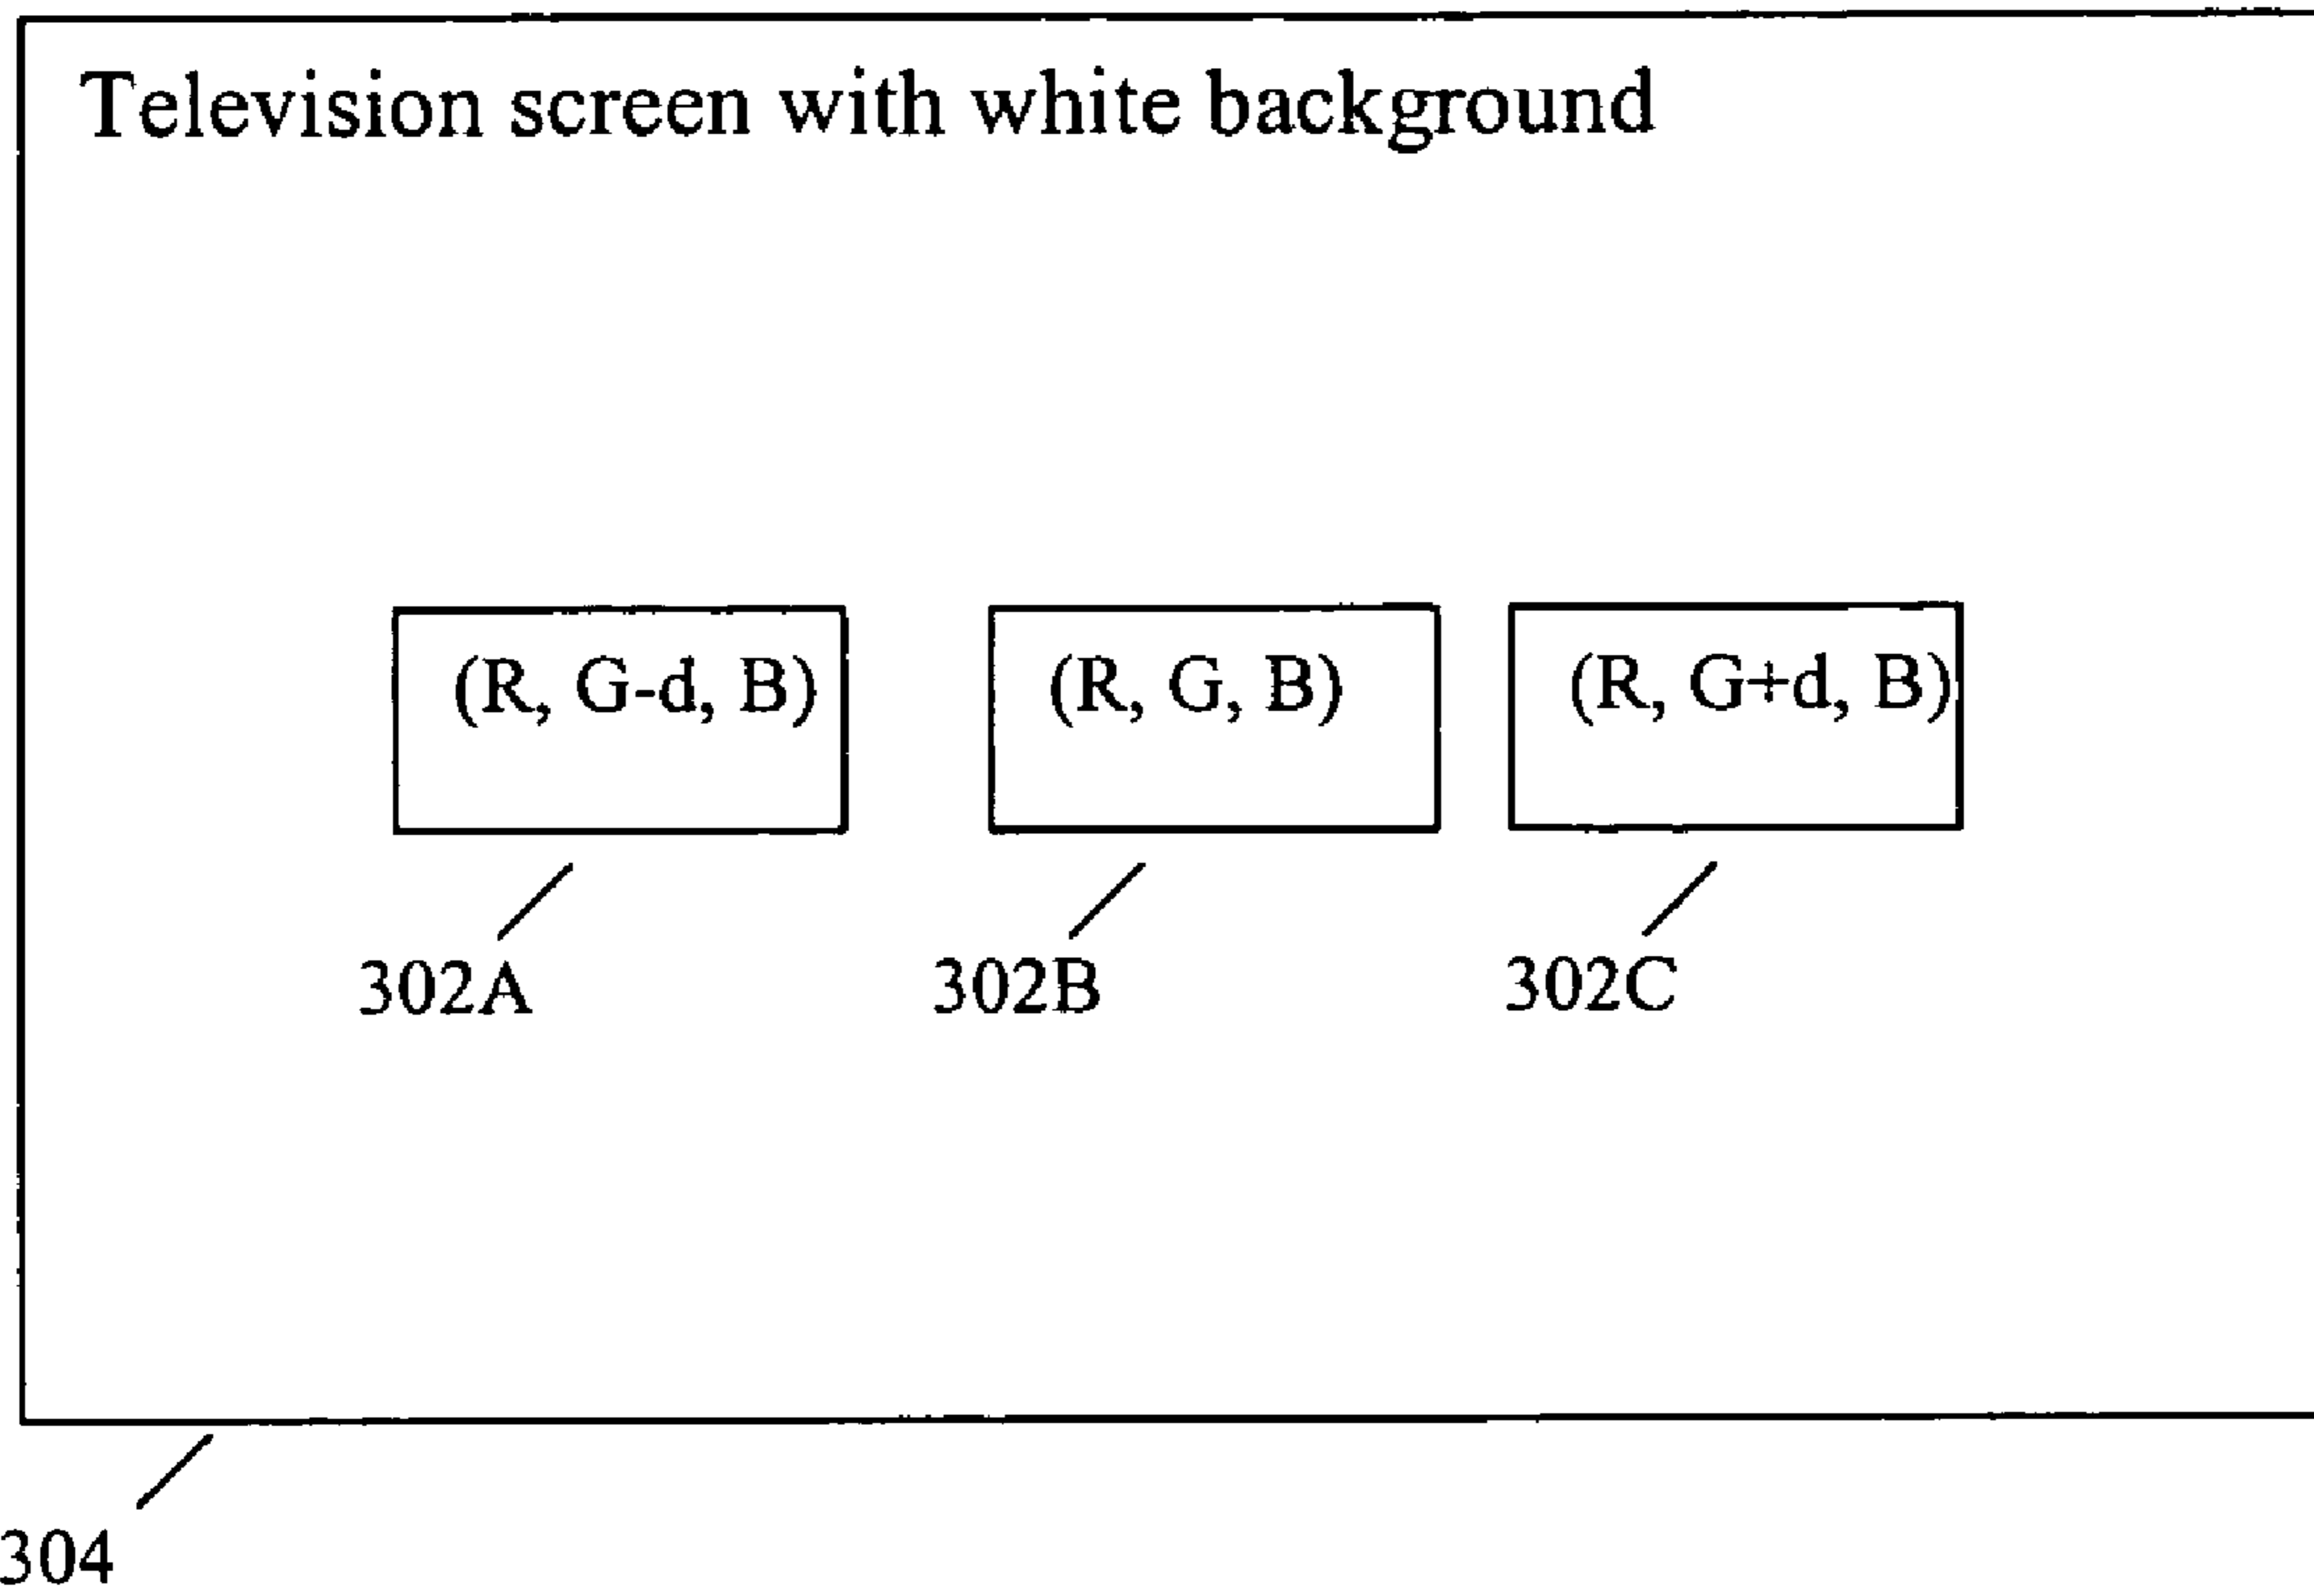 Television screen with white background
(R, G-d, B) (R, G, B) (R, G+d, B)
302A 302B 302C
304